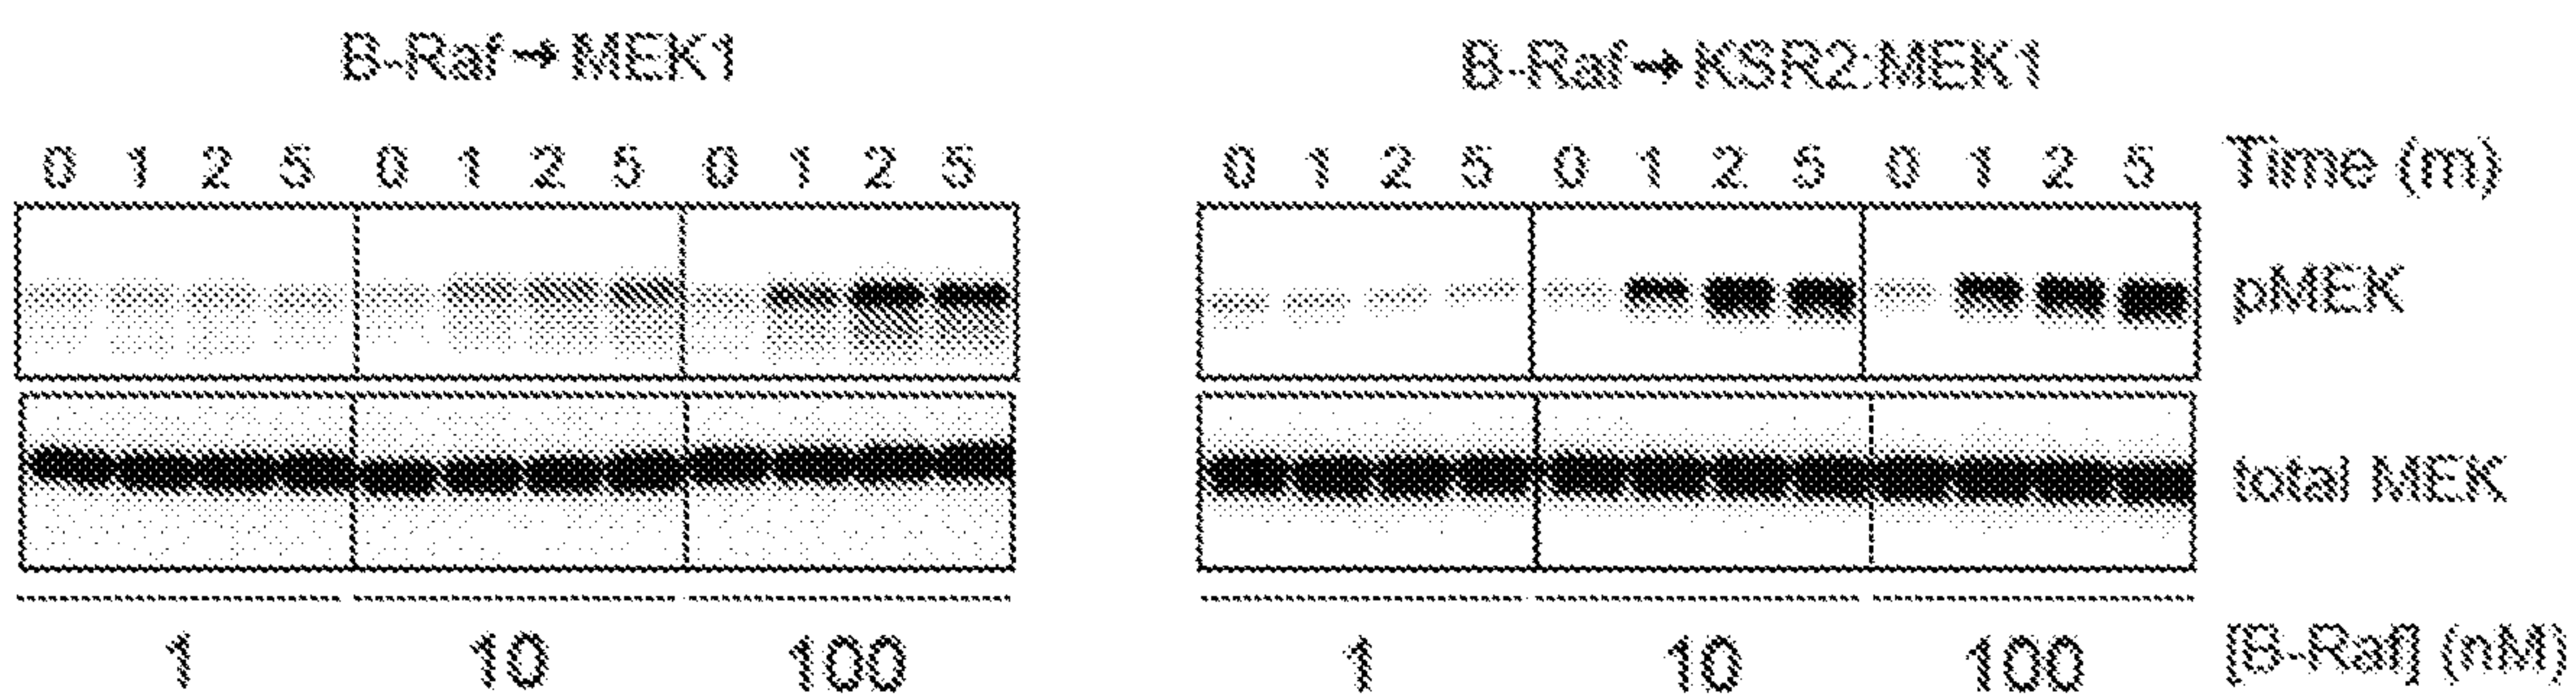 B-Raf→MEK1 B-Raf→KSR2:MEK1
0 1 2 5 0 1 2 5 0 1 2 5 0 1 2 5 0 1 2 5 0 1 2 5 Time (m)
pMEK
total MEK
1 10 100 1 10 100 [B-Raf] (nM)